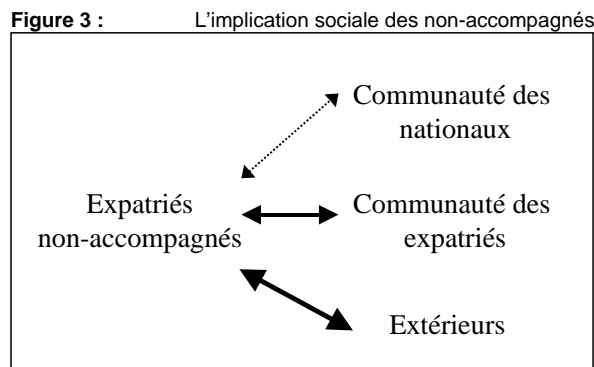 Figure 3 : L'implication sociale des non-accompagnés
Communauté des
nationaux
Expatriés
non-accompagnés
Communauté des
expatriés
Extérieurs